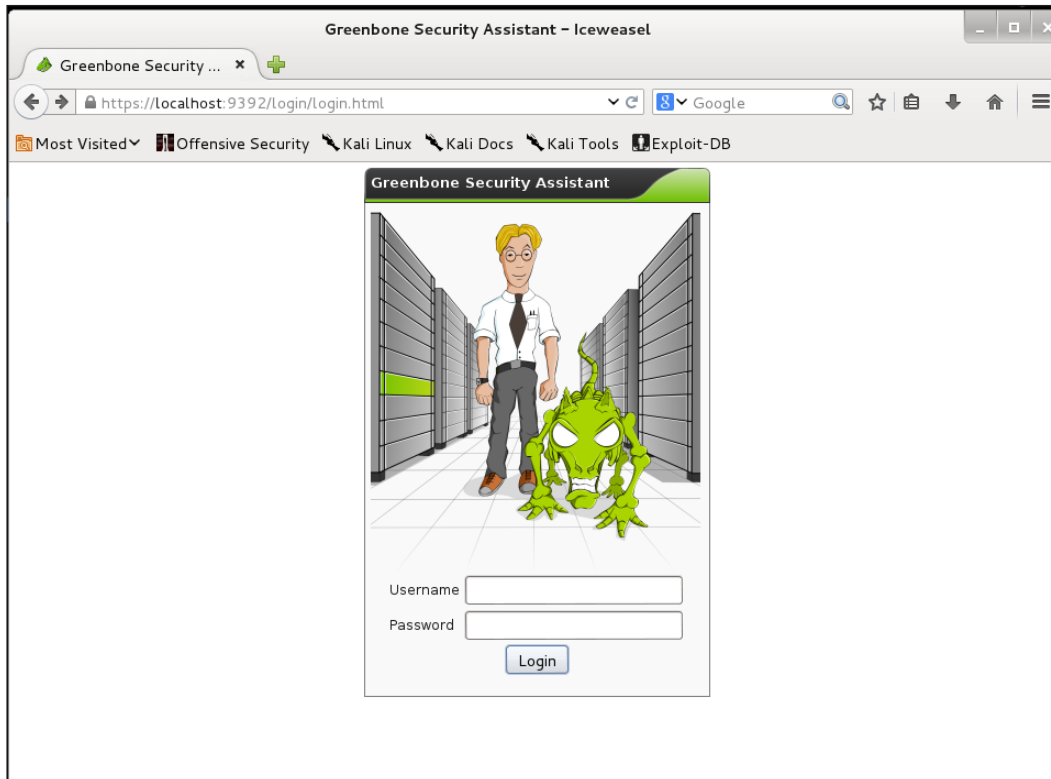 Greenbone Security Assistant - Iceweasel
Greenbone Security ...
https://localhost:9392/login/login.html
Google
Most Visited Offensive Security Kali Linux Kali Docs Kali Tools Exploit-DB
Greenbone Security Assistant
Username
Password
Login